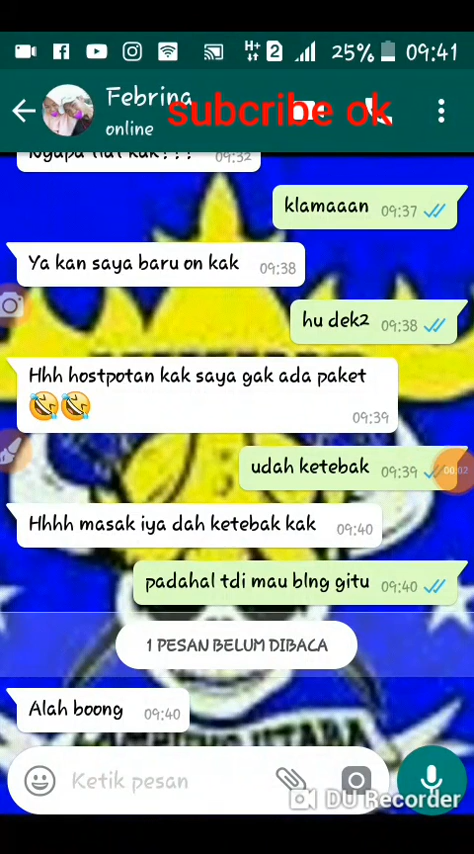 25% 09:41
Febrina
online
subcribe ok
09:32
klamaaan 09:37
Ya kan saya baru on kak 09:38
hu dek2 09:38
Hhh hostpotan kak saya gak ada paket
🤣🤣
09:39
udah ketebak 09:39
00:02
Hhhh masak iya dah ketebak kak 09:40
padahal tdi mau blng gitu 09:40
1 PESAN BELUM DIBACA
Alah boong 09:40
UTARA
Ketik pesan
DU Recorder